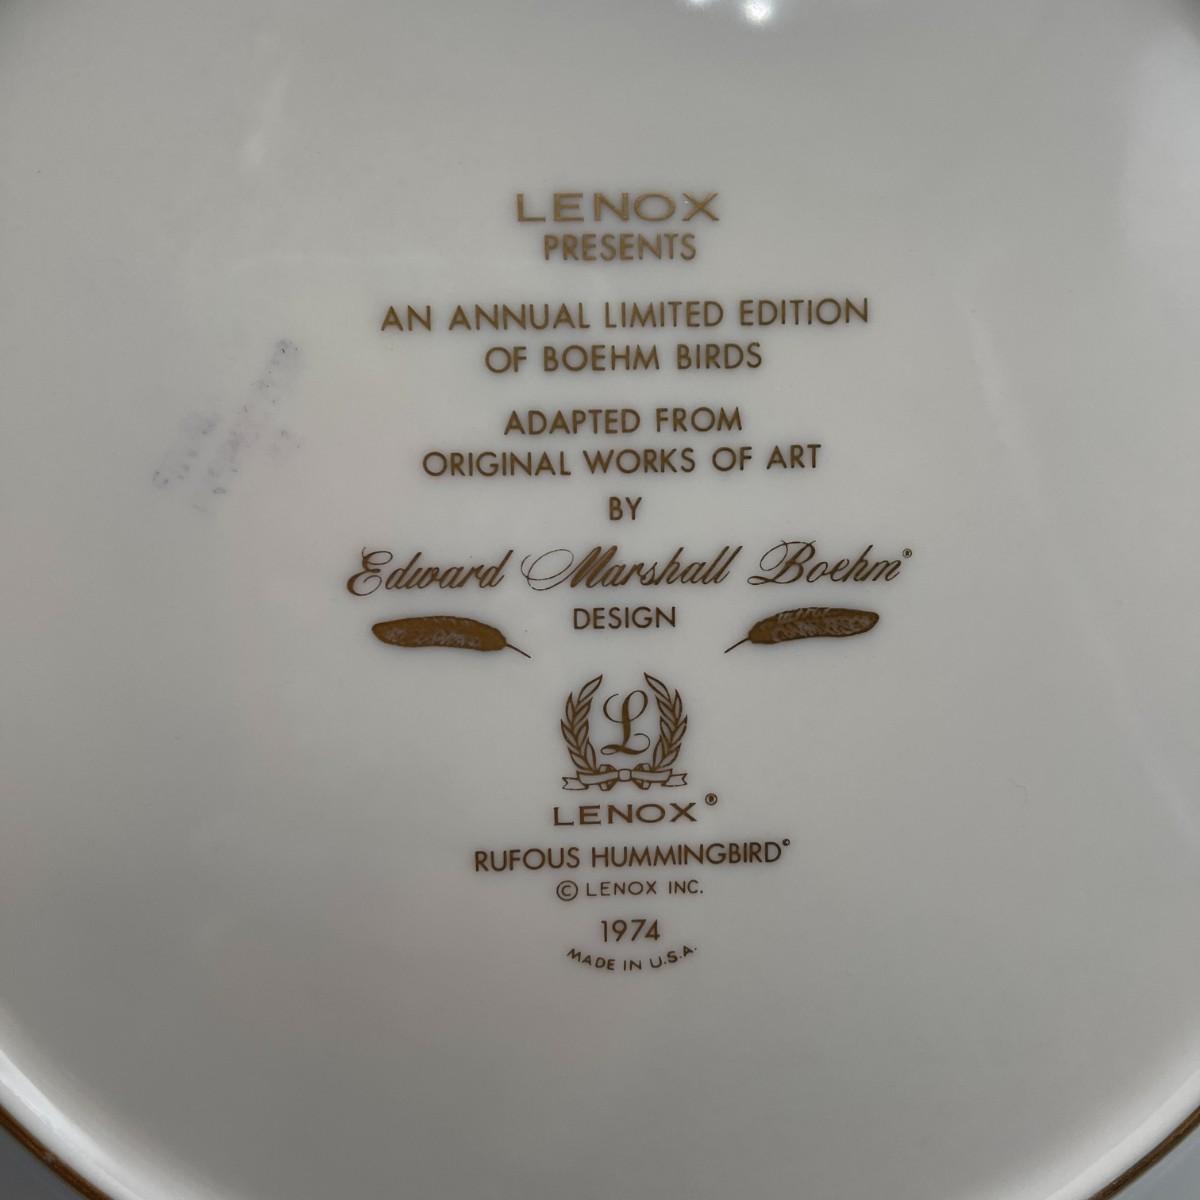 LENOX
PRESENTS
AN ANNUAL LIMITED EDITION
OF BOEHM BIRDS
ADAPTED FROM
ORIGINAL WORKS OF ART
BY
Edward Marshall Boehm®
DESIGN
L
LENOX®
RUFOUS HUMMINGBIRD©
© LENOX INC.
1974
MADE IN U.S.A.